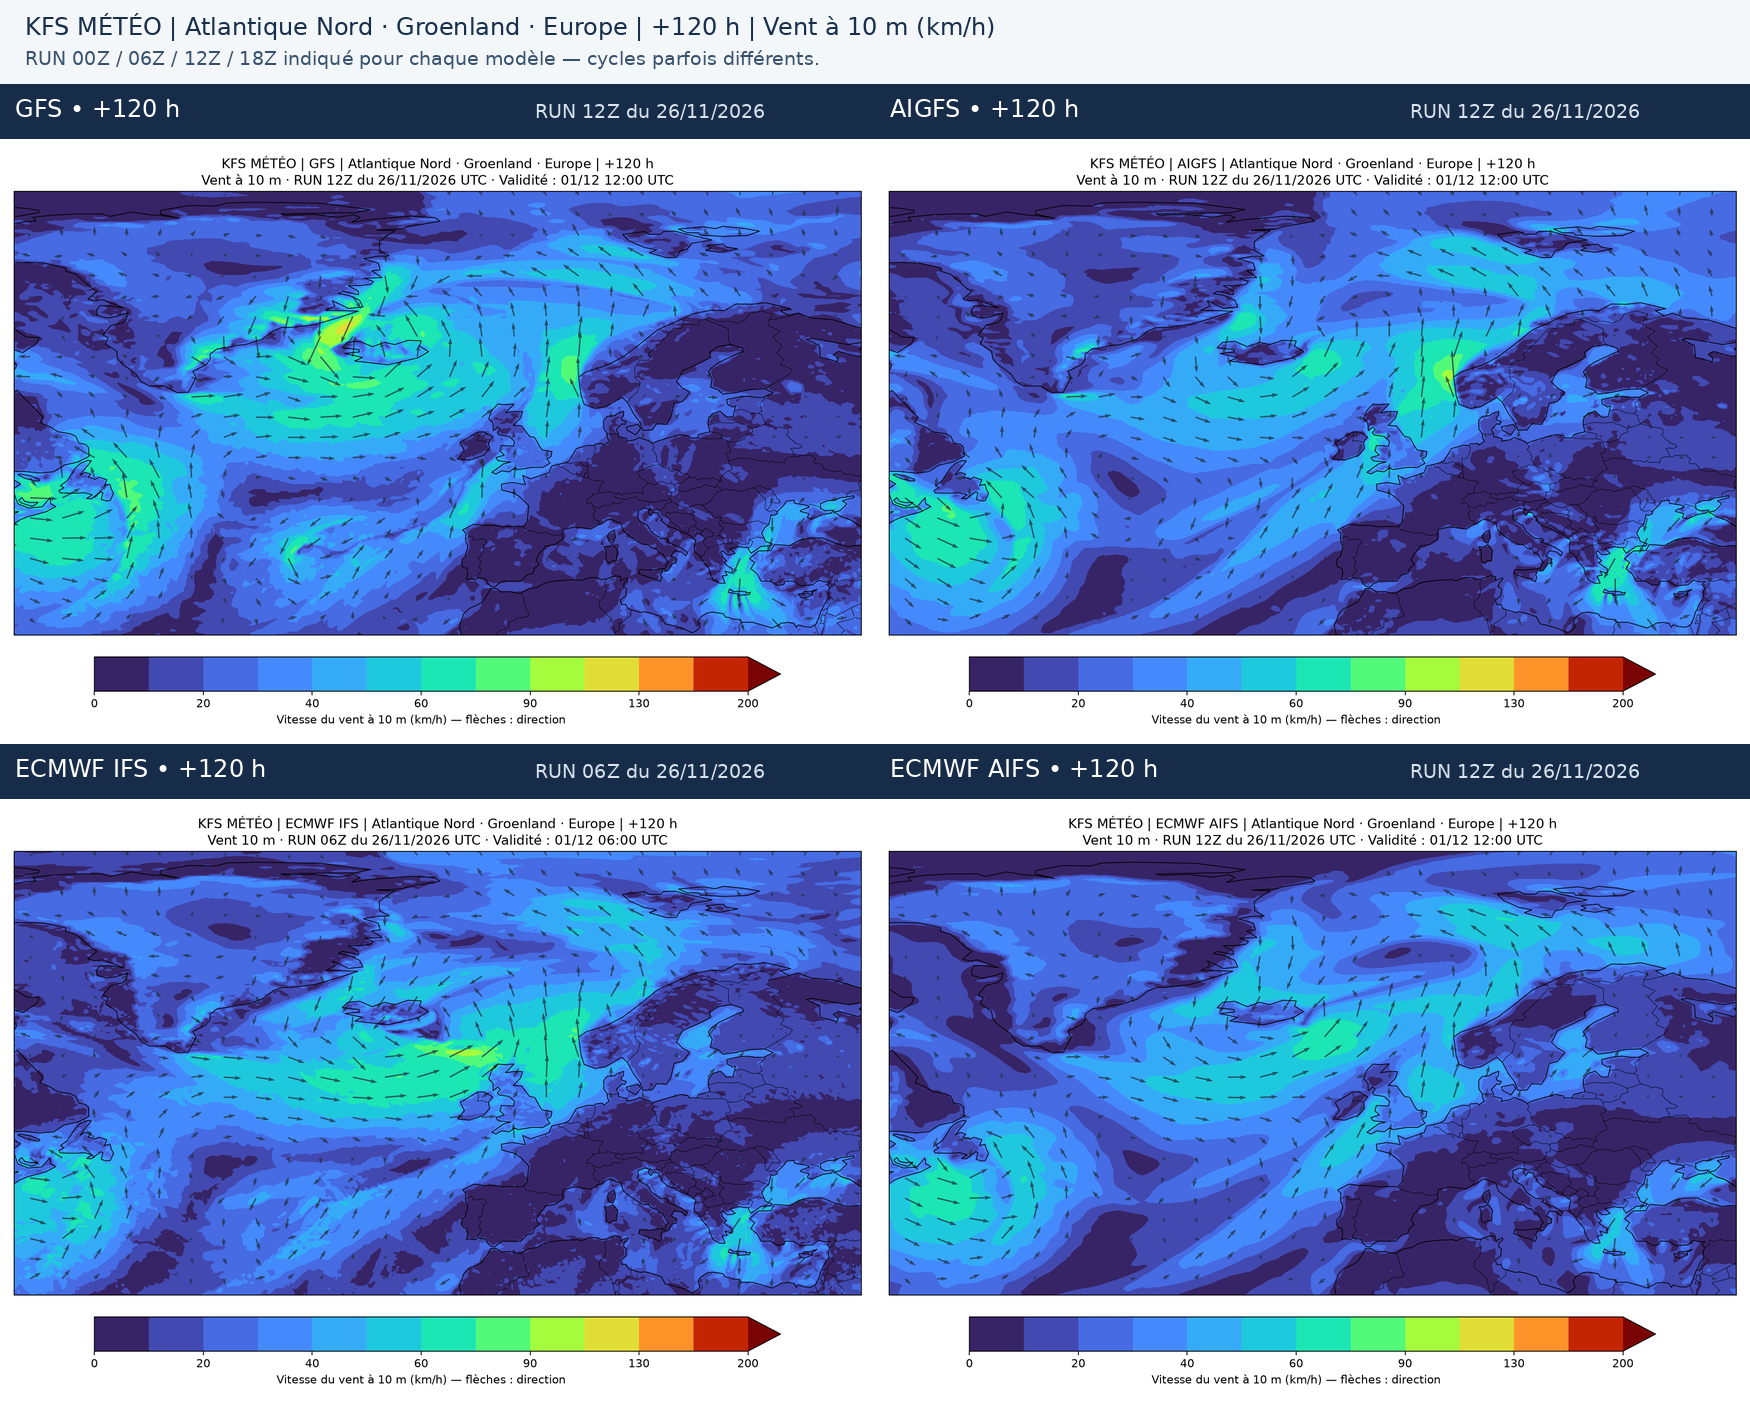 KFS MÉTÉO | Atlantique Nord · Groenland · Europe | +120 h | Vent à 10 m (km/h)
RUN 00Z / 06Z / 12Z / 18Z indiqué pour chaque modèle — cycles parfois différents.
GFS • +120 h
RUN 12Z du 26/11/2026
KFS MÉTÉO | GFS | Atlantique Nord · Groenland · Europe | +120 h
Vent à 10 m · RUN 12Z du 26/11/2026 UTC · Validité : 01/12 12:00 UTC
0 20 40 60 90 130 200
Vitesse du vent à 10 m (km/h) — flèches : direction
AIGFS • +120 h
RUN 12Z du 26/11/2026
KFS MÉTÉO | AIGFS | Atlantique Nord · Groenland · Europe | +120 h
Vent à 10 m · RUN 12Z du 26/11/2026 UTC · Validité : 01/12 12:00 UTC
0 20 40 60 90 130 200
Vitesse du vent à 10 m (km/h) — flèches : direction
ECMWF IFS • +120 h
RUN 06Z du 26/11/2026
KFS MÉTÉO | ECMWF IFS | Atlantique Nord · Groenland · Europe | +120 h
Vent 10 m · RUN 06Z du 26/11/2026 UTC · Validité : 01/12 06:00 UTC
0 20 40 60 90 130 200
Vitesse du vent à 10 m (km/h) — flèches : direction
ECMWF AIFS • +120 h
RUN 12Z du 26/11/2026
KFS MÉTÉO | ECMWF AIFS | Atlantique Nord · Groenland · Europe | +120 h
Vent 10 m · RUN 12Z du 26/11/2026 UTC · Validité : 01/12 12:00 UTC
0 20 40 60 90 130 200
Vitesse du vent à 10 m (km/h) — flèches : direction